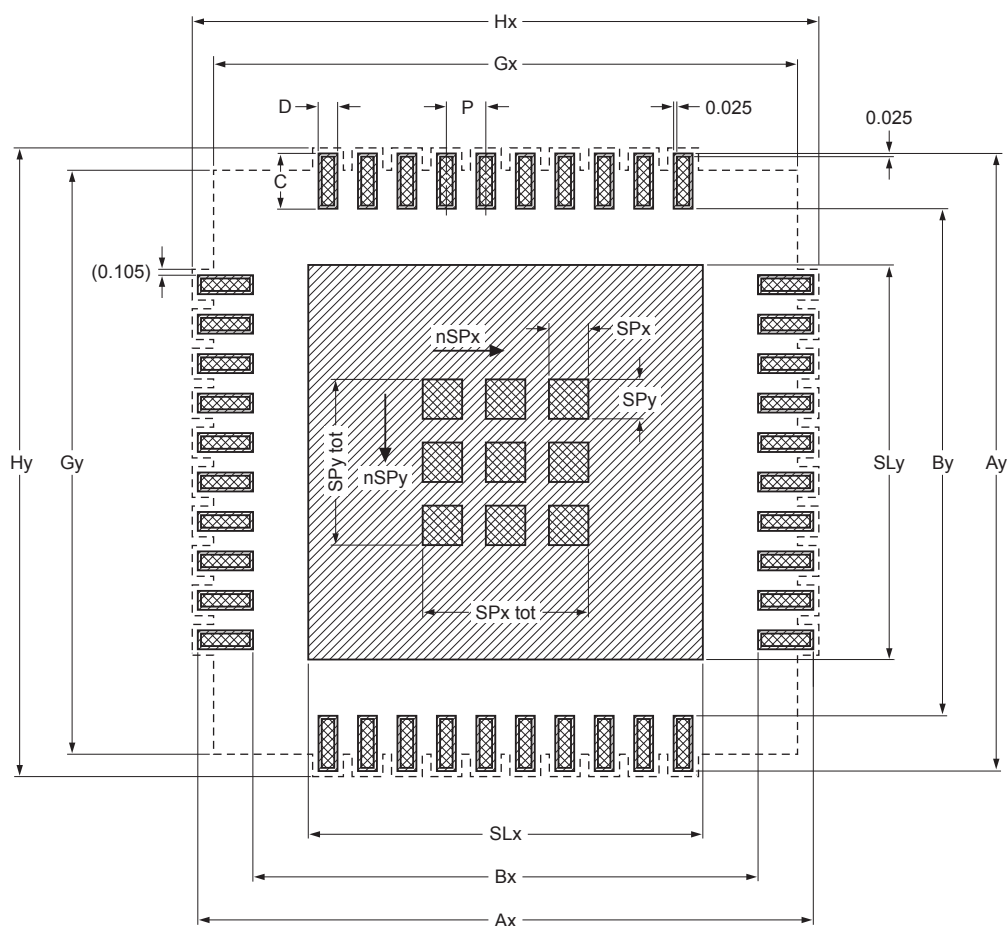 Hx
Gx
D
P
0.025
0.025
C
(0.105)
nSPx
SPx
SPy
SPy tot
nSPy
Hy
Gy
SLy
By
Ay
SPx tot
SLx
Bx
Ax